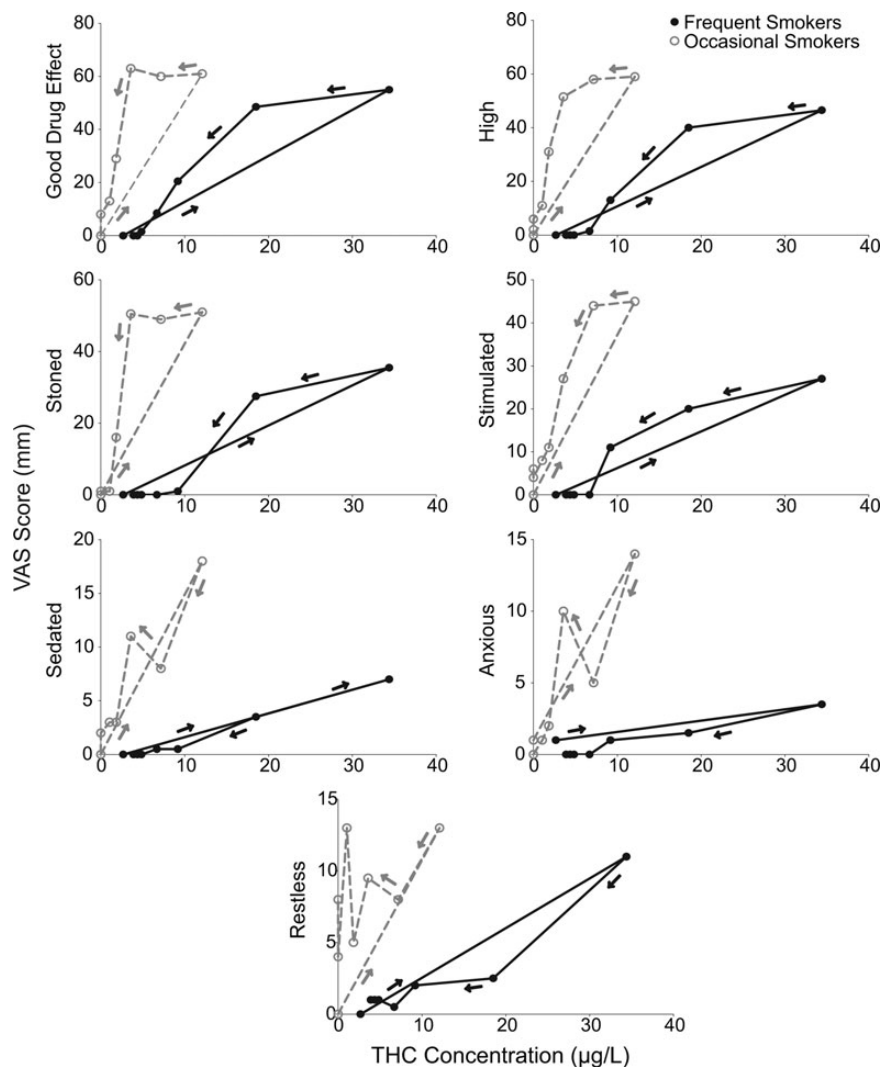 Frequent Smokers
Occasional Smokers
80
60
40
20
0
0 10 20 30 40
Good Drug Effect
80
60
40
20
0
0 10 20 30 40
High
60
40
20
0
0 10 20 30 40
Stoned
50
40
30
20
10
0
0 10 20 30 40
Stimulated
VAS Score (mm)
20
15
10
5
0
0 10 20 30 40
Sedated
15
10
5
0
0 10 20 30 40
Anxious
15
10
5
0
0 10 20 30 40
Restless
THC Concentration (µg/L)